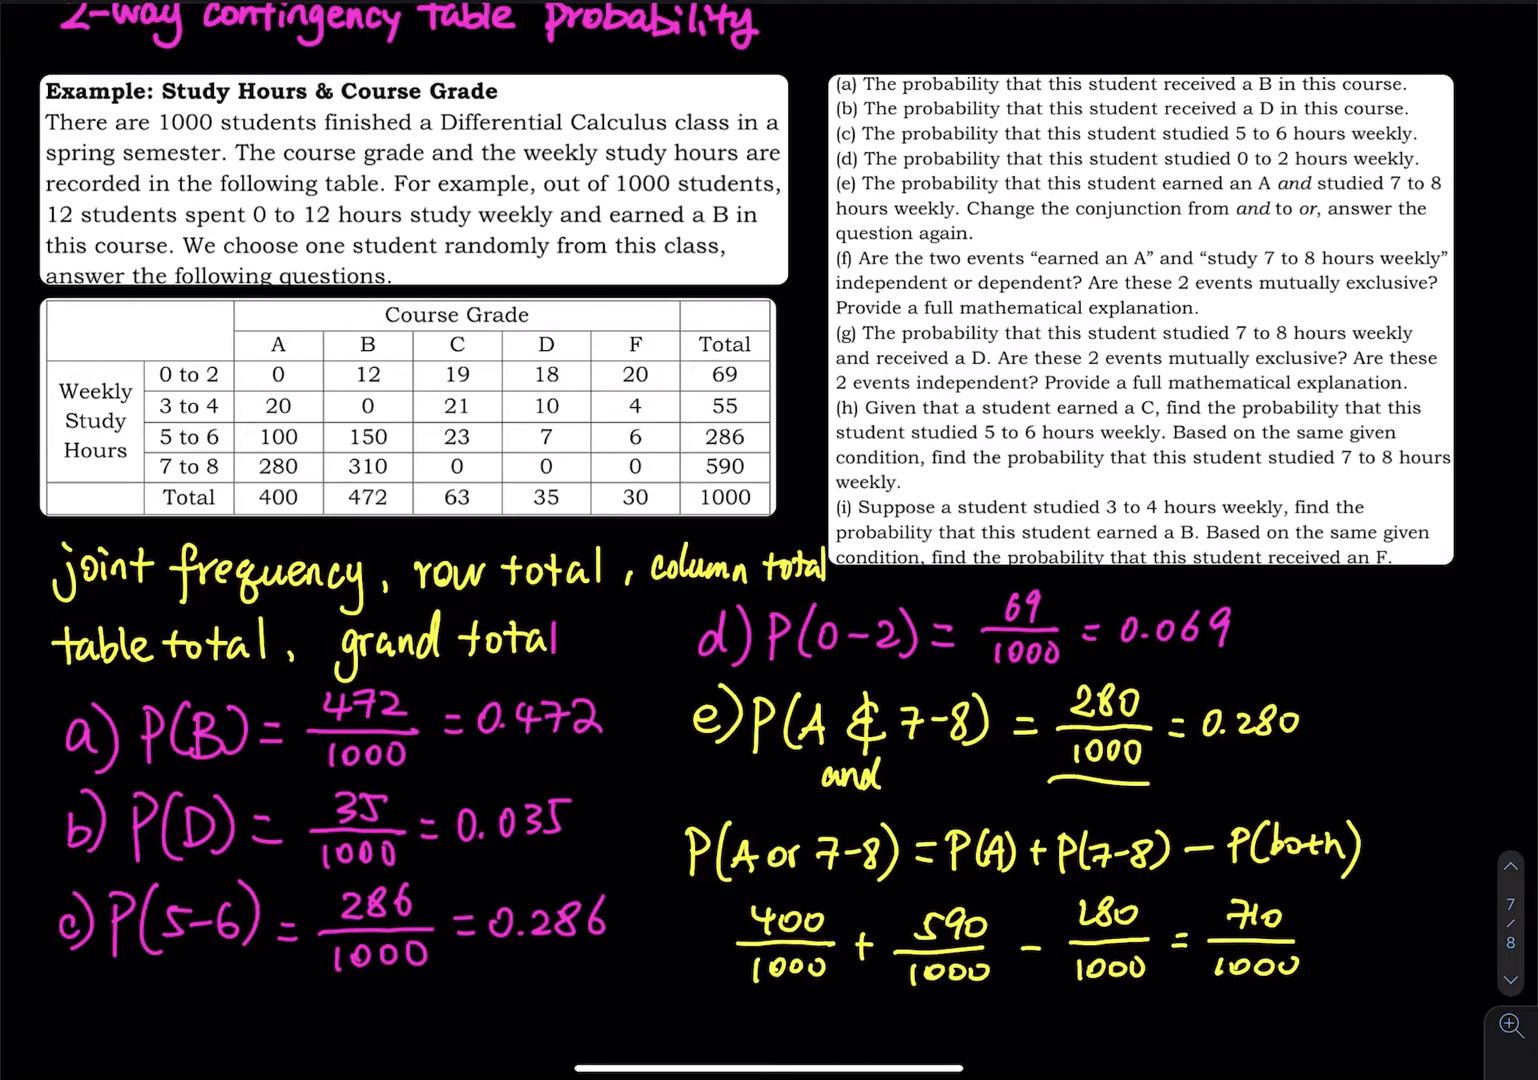 2-way contingency table probability
Example: Study Hours & Course Grade
There are 1000 students finished a Differential Calculus class in a
spring semester. The course grade and the weekly study hours are
recorded in the following table. For example, out of 1000 students,
12 students spent 0 to 12 hours study weekly and earned a B in
this course. We choose one student randomly from this class,
answer the following questions.
Course Grade
A B C D F Total
Weekly Study Hours
0 to 2 0 12 19 18 20 69
3 to 4 20 0 21 10 4 55
5 to 6 100 150 23 7 6 286
7 to 8 280 310 0 0 0 590
Total 400 472 63 35 30 1000
(a) The probability that this student received a B in this course.
(b) The probability that this student received a D in this course.
(c) The probability that this student studied 5 to 6 hours weekly.
(d) The probability that this student studied 0 to 2 hours weekly.
(e) The probability that this student earned an A and studied 7 to 8
hours weekly. Change the conjunction from and to or, answer the
question again.
(f) Are the two events “earned an A” and “study 7 to 8 hours weekly”
independent or dependent? Are these 2 events mutually exclusive?
Provide a full mathematical explanation.
(g) The probability that this student studied 7 to 8 hours weekly
and received a D. Are these 2 events mutually exclusive? Are these
2 events independent? Provide a full mathematical explanation.
(h) Given that a student earned a C, find the probability that this
student studied 5 to 6 hours weekly. Based on the same given
condition, find the probability that this student studied 7 to 8 hours
weekly.
(i) Suppose a student studied 3 to 4 hours weekly, find the
probability that this student earned a B. Based on the same given
condition, find the probability that this student received an F.
joint frequency, row total, column total
table total, grand total
a) P(B) = 472/1000 = 0.472
b) P(D) = 35/1000 = 0.035
c) P(5-6) = 286/1000 = 0.286
d) P(0-2) = 69/1000 = 0.069
e) P(A & 7-8) = 280/1000 = 0.280
and
P(A or 7-8) = P(A) + P(7-8) - P(both)
400/1000 + 590/1000 - 280/1000 = 710/1000
7
/
8